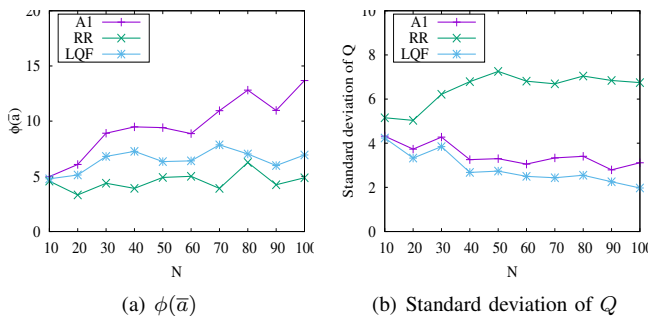 A1
RR
LQF
20
15
10
5
0
ϕ(a̅)
10 20 30 40 50 60 70 80 90 100
N
(a) ϕ(a̅)
A1
RR
LQF
10
8
6
4
2
0
Standard deviation of Q
10 20 30 40 50 60 70 80 90 100
N
(b) Standard deviation of Q